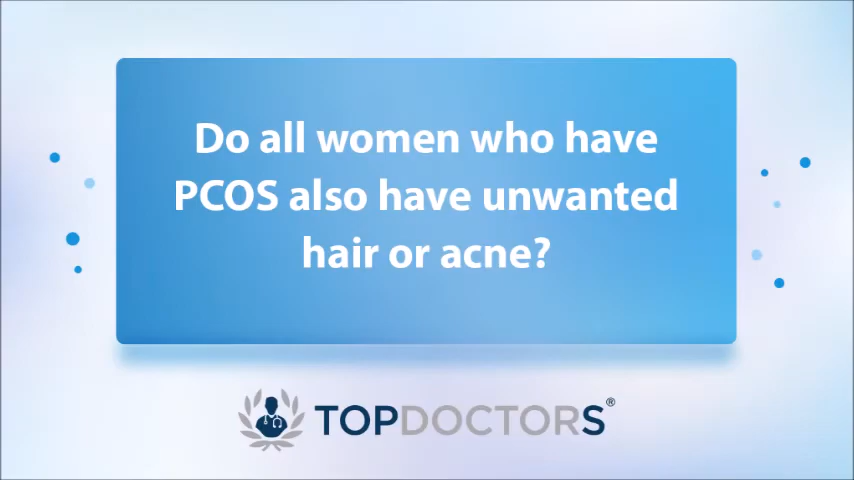 Do all women who have
PCOS also have unwanted
hair or acne?
TOPDOCTORS®